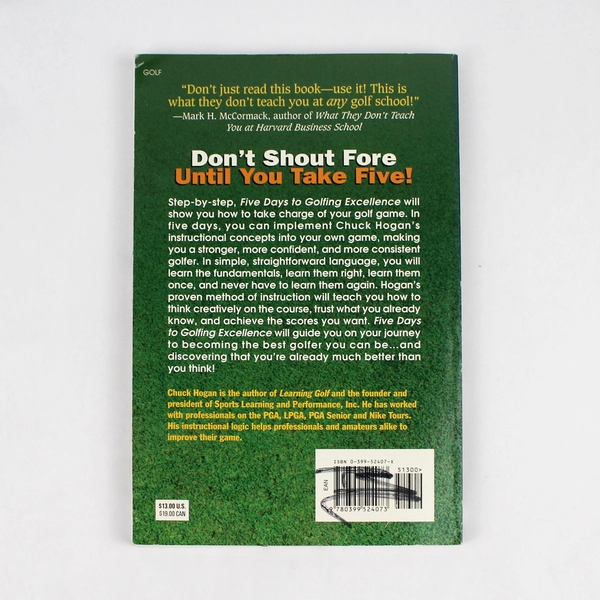 GOLF
“Don’t just read this book—use it! This is
what they don’t teach you at any golf school!”
—Mark H. McCormack, author of What They Don’t Teach
You at Harvard Business School
Don’t Shout Fore
Until You Take Five!
Step-by-step, Five Days to Golfing Excellence will
show you how to take charge of your golf game. In
five days, you can implement Chuck Hogan’s
instructional concepts into your own game, making
you a stronger, more confident, and more consistent
golfer. In simple, straightforward language, you will
learn the fundamentals, learn them right, learn them
once, and never have to learn them again. Hogan’s
proven method of instruction will teach you how to
think creatively on the course, trust what you already
know, and achieve the scores you want. Five Days
to Golfing Excellence will guide you on your journey
to becoming the best golfer you can be...and
discovering that you’re already much better than
you think!
Chuck Hogan is the author of Learning Golf and the founder and
president of Sports Learning and Performance, Inc. He has worked
with professionals on the PGA, LPGA, PGA Senior and Nike Tours.
His instructional logic helps professionals and amateurs alike to
improve their game.
ISBN 0-399-52407-8
51300>
EAN
9 780399 524073
$13.00 U.S.
$19.00 CAN